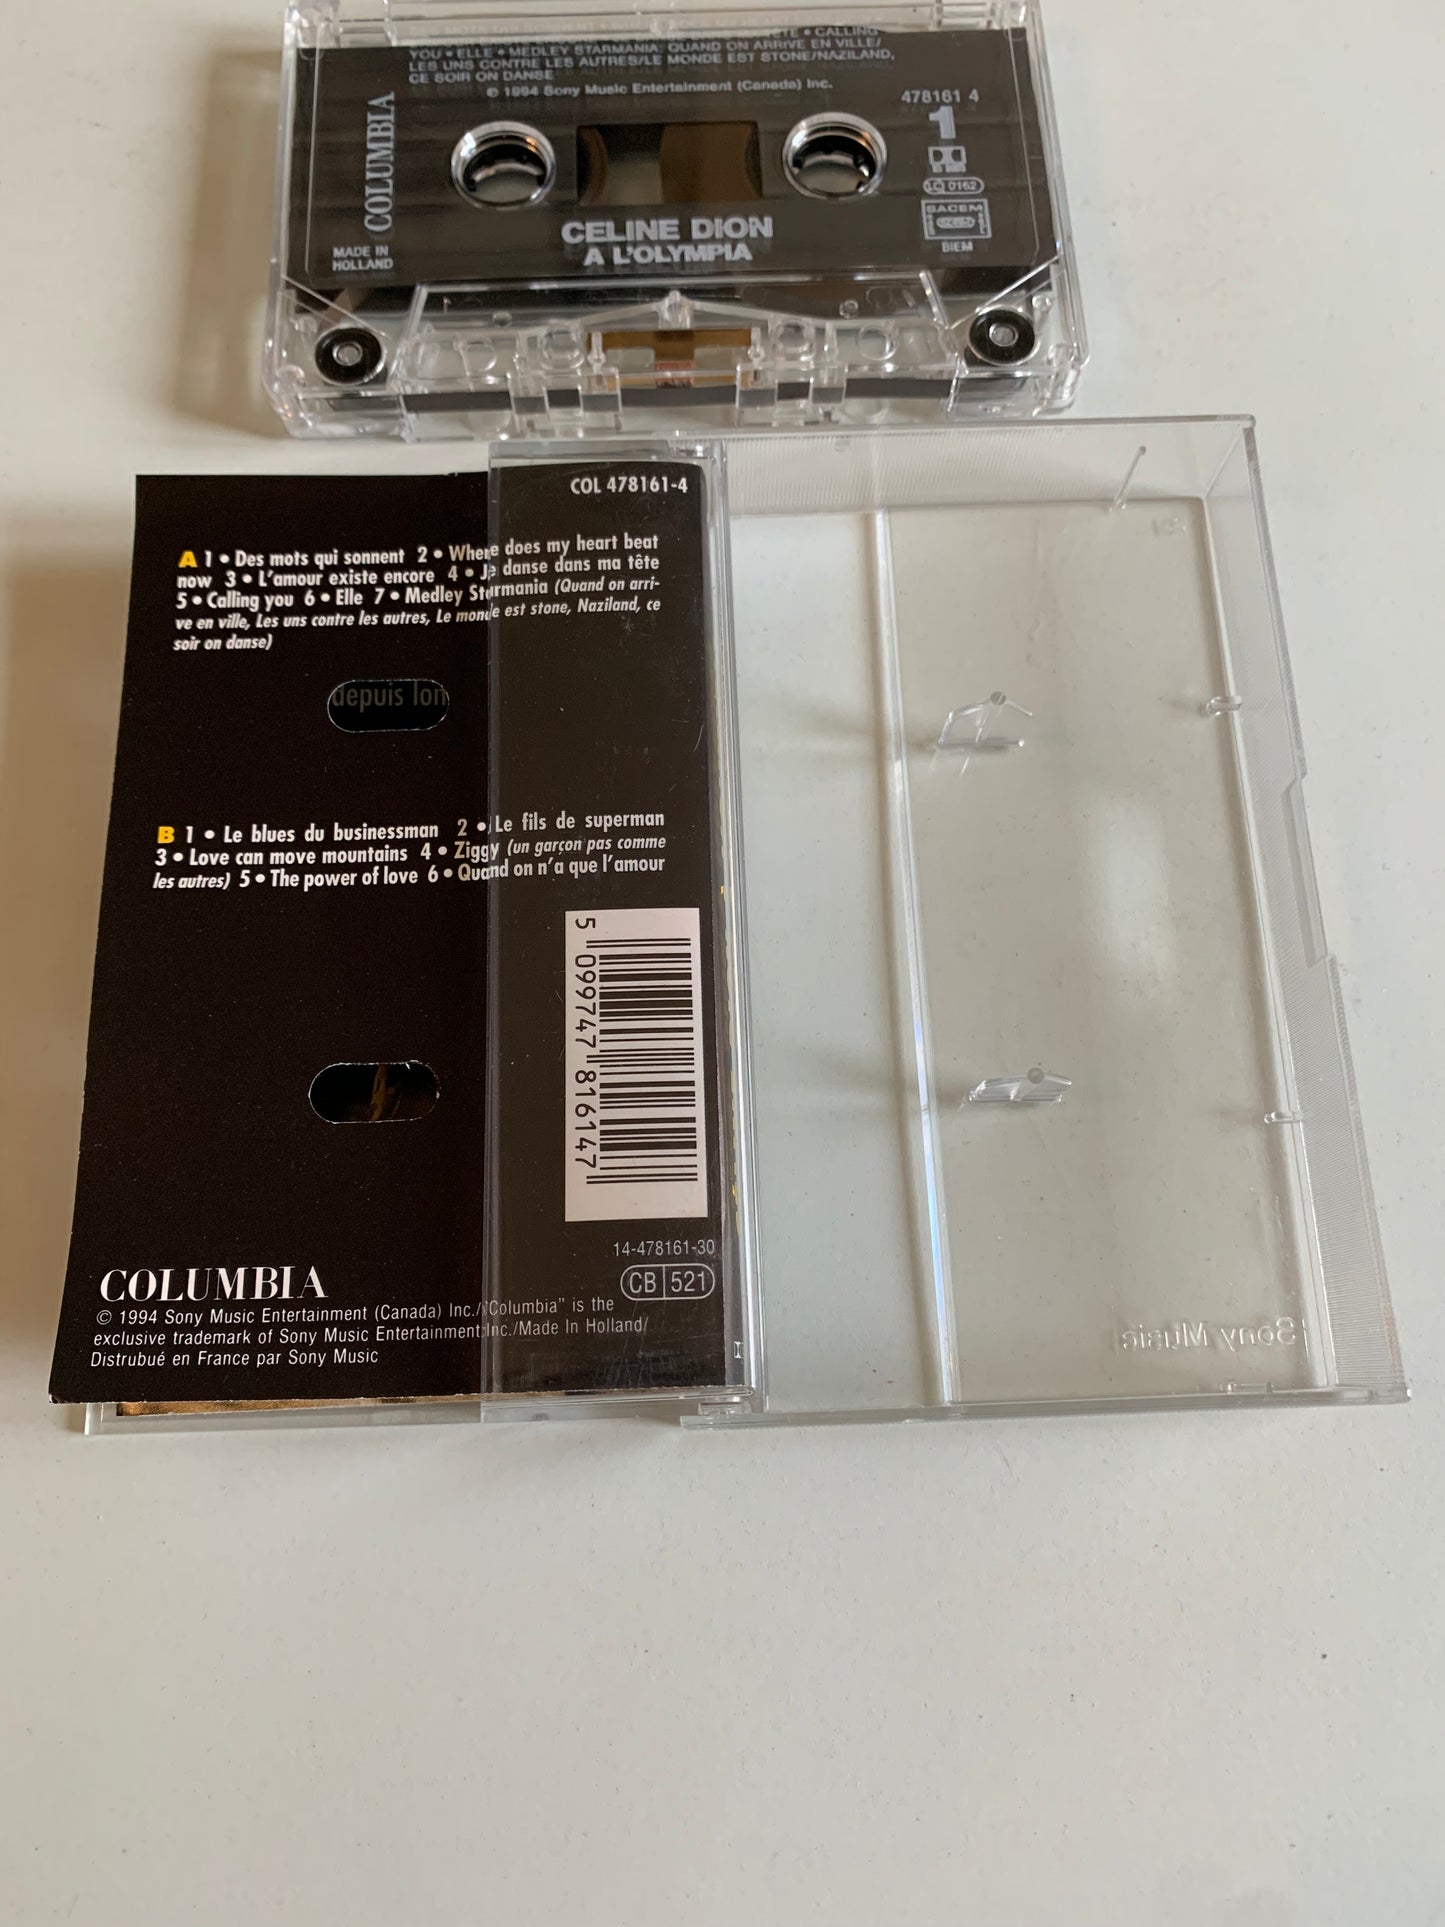 YOU • ELLE • MEDLEY STARMANIA: QUAND ON ARRIVE EN VILLE/
LES UNS CONTRE LES AUTRES/LE MONDE EST STONE/NAZILAND,
CE SOIR ON DANSE
© 1994 Sony Music Entertainment (Canada) Inc.
COLUMBIA
478161 4
1
LC 0162
SACEM
BIEM
CELINE DION
A L'OLYMPIA
MADE IN
HOLLAND
COL 478161-4
A 1 • Des mots qui sonnent 2 • Where does my heart beat
now 3 • L'amour existe encore 4 • Je danse dans ma tête
5 • Calling you 6 • Elle 7 • Medley Starmania (Quand on arri-
ve en ville, Les uns contre les autres, Le monde est stone, Naziland, ce
soir on danse)
depuis lon
B 1 • Le blues du businessman 2 • Le fils de superman
3 • Love can move mountains 4 • Ziggy (un garçon pas comme
les autres) 5 • The power of love 6 • Quand on n'a que l'amour
5 099747 816147
14-478161-30
CB 521
COLUMBIA
© 1994 Sony Music Entertainment (Canada) Inc./"Columbia" is the
exclusive trademark of Sony Music Entertainment Inc./Made In Holland/
Distrubué en France par Sony Music
Sony Music